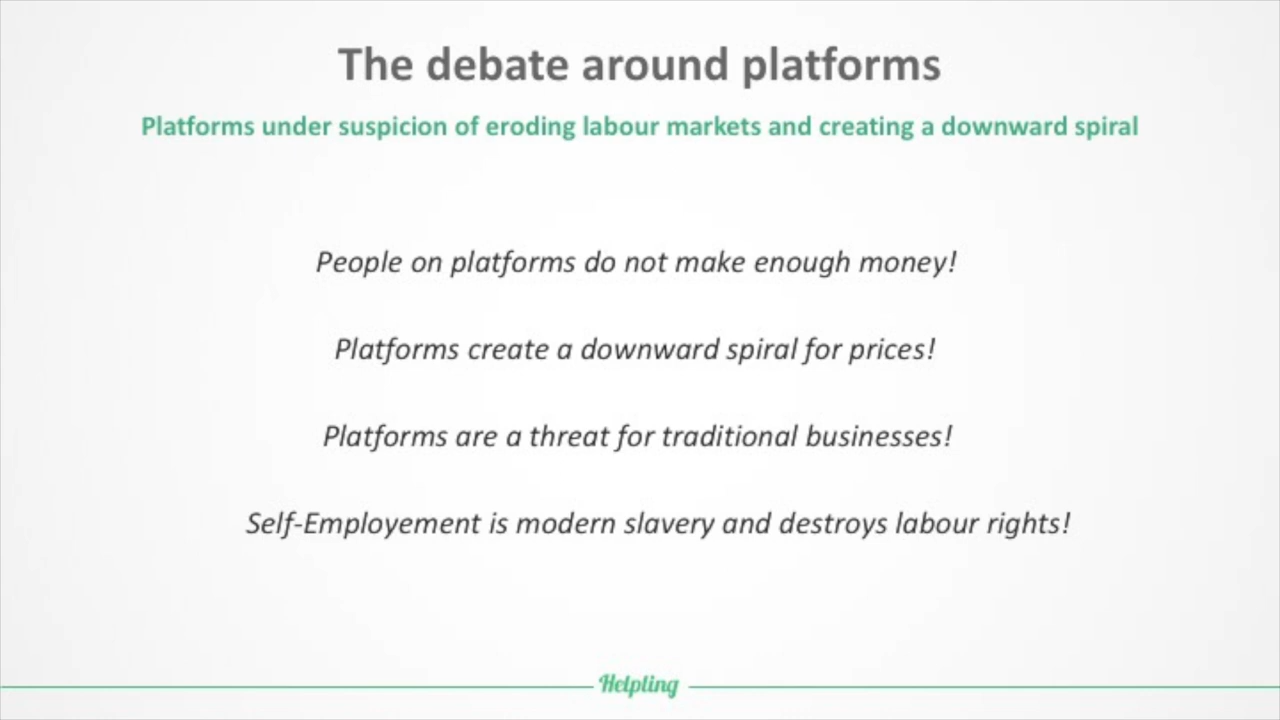 The debate around platforms
Platforms under suspicion of eroding labour markets and creating a downward spiral
People on platforms do not make enough money!
Platforms create a downward spiral for prices!
Platforms are a threat for traditional businesses!
Self-Employement is modern slavery and destroys labour rights!
Helpling